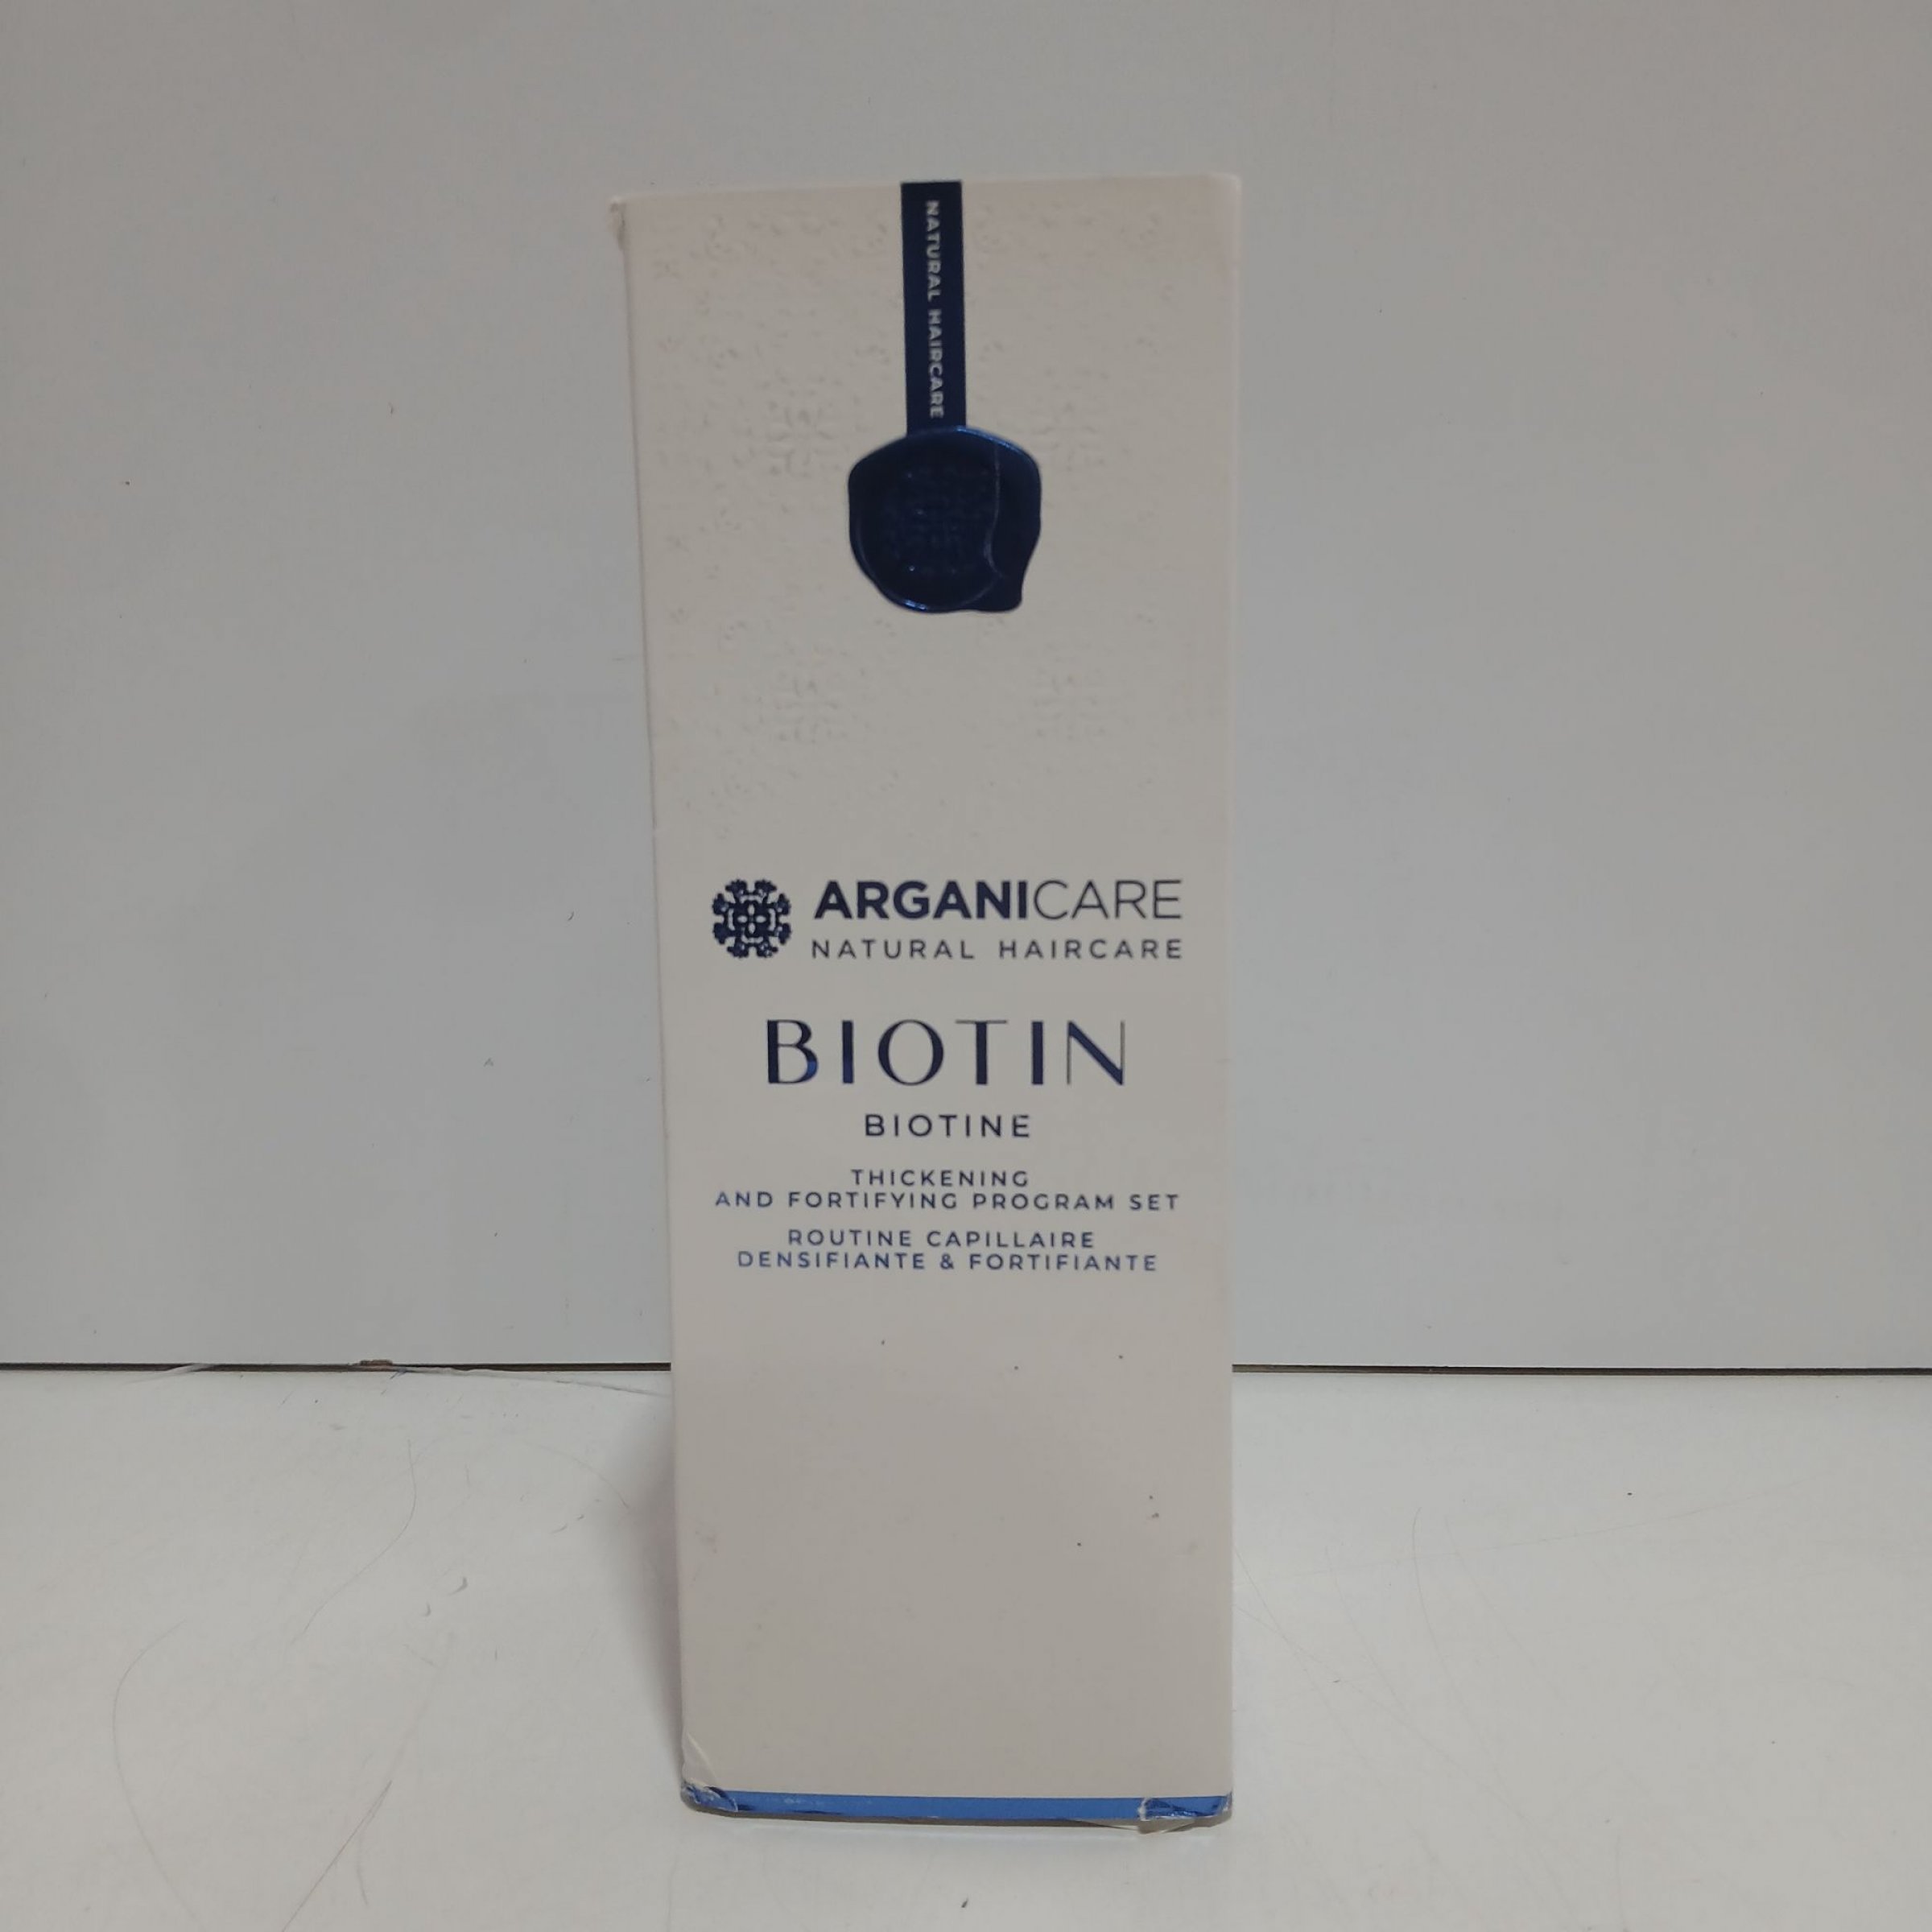 NATURAL HAIRCARE
ARGANICARE
NATURAL HAIRCARE
BIOTIN
BIOTINE
THICKENING
AND FORTIFYING PROGRAM SET
ROUTINE CAPILLAIRE
DENSIFIANTE & FORTIFIANTE